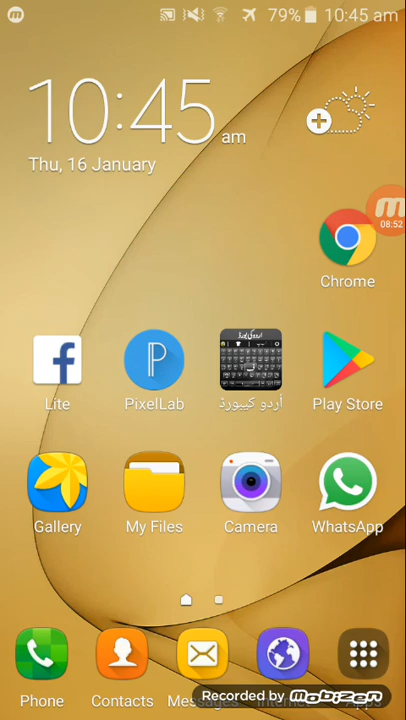 79% 10:45 am
10:45 am
Thu, 16 January
08:52
Chrome
Lite
PixelLab
اُردو کیبورڈ
Play Store
Gallery
My Files
Camera
WhatsApp
Phone
Contacts
Recorded by MOBIZEN